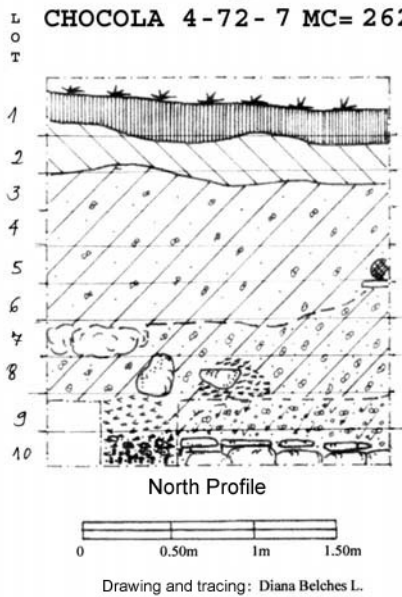 LOT
CHOCOLA 4-72-7 MC= 262
1
2
3
4
5
6
7
8
9
10
North Profile
0 0.50m 1m 1.50m
Drawing and tracing: Diana Belches L.